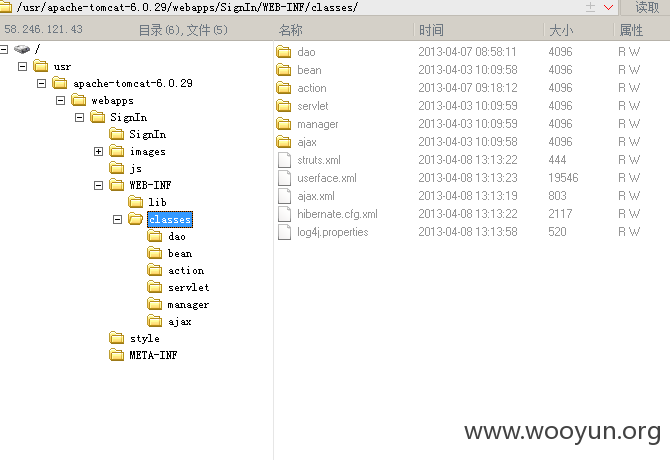 /usr/apache-tomcat-6.0.29/webapps/SignIn/WEB-INF/classes/ 读取
58.246.121.43 目录(6),文件(5) 名称 时间 大小 属性
/
usr
apache-tomcat-6.0.29
webapps
SignIn
SignIn
images
js
WEB-INF
lib
classes
dao
bean
action
servlet
manager
ajax
style
META-INF
dao 2013-04-07 08:58:11 4096 R W
bean 2013-04-03 10:09:58 4096 R W
action 2013-04-07 09:18:12 4096 R W
servlet 2013-04-03 10:09:59 4096 R W
manager 2013-04-03 10:09:59 4096 R W
ajax 2013-04-03 10:09:58 4096 R W
struts.xml 2013-04-08 13:13:22 444 R W
userface.xml 2013-04-08 13:13:23 19546 R W
ajax.xml 2013-04-08 13:13:19 803 R W
hibernate.cfg.xml 2013-04-08 13:13:22 2117 R W
log4j.properties 2013-04-08 13:13:58 520 R W
www.wooyun.org